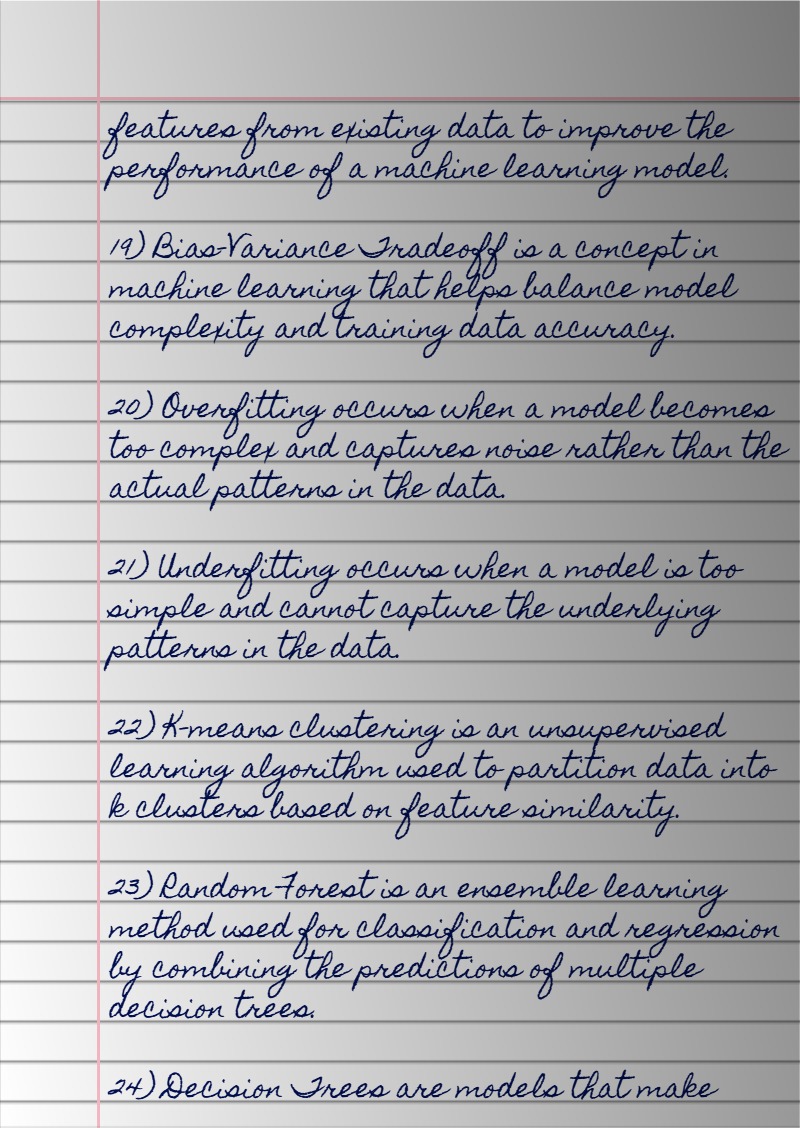 features from existing data to improve the
performance of a machine learning model.
19) Bias-Variance Tradeoff is a concept in
machine learning that helps balance model
complexity and training data accuracy.
20) Overfitting occurs when a model becomes
too complex and captures noise rather than the
actual patterns in the data.
21) Underfitting occurs when a model is too
simple and cannot capture the underlying
patterns in the data.
22) K-means clustering is an unsupervised
learning algorithm used to partition data into
k clusters based on feature similarity.
23) Random Forest is an ensemble learning
method used for classification and regression
by combining the predictions of multiple
decision trees.
24) Decision Trees are models that make